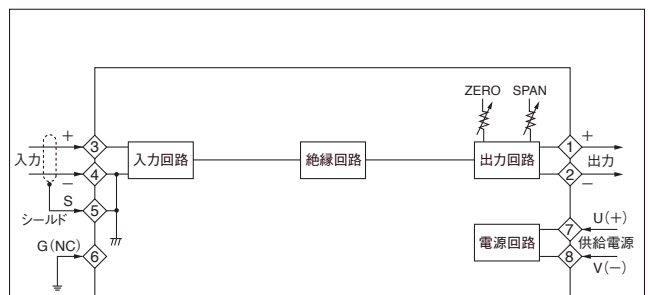 ZERO SPAN
+ 3 入力回路 絶縁回路 出力回路 1 +
入力 出力
− 4 2 −
S 5
シールド
G(NC) 6
電源回路 7 U(+)
供給電源
8 V(−)